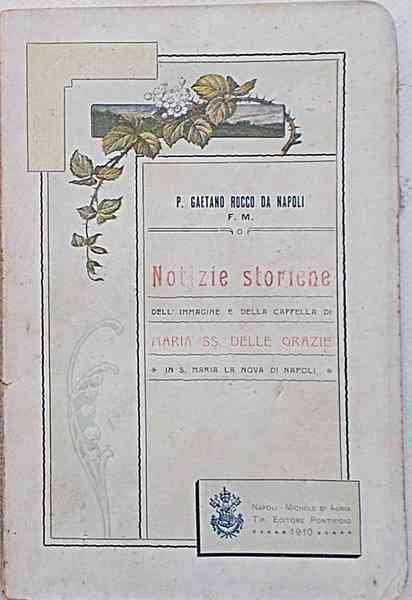 P. GAETANO ROCCO DA NAPOLI
F. M.
Notizie storiche
DELL' IMMAGINE E DELLA CAPPELLA DI
MARIA SS. DELLE GRAZIE
IN S. MARIA LA NOVA DI NAPOLI
NAPOLI - MICHELE D' AURIA
TIP. EDITORE PONTIFICIO
1910